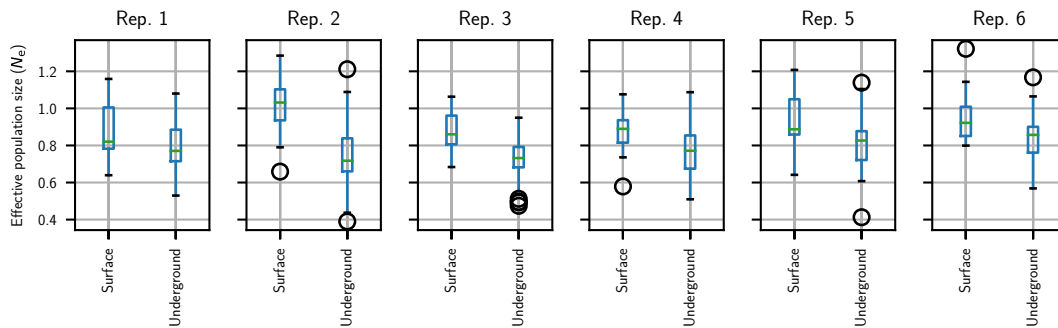 Rep. 1
Rep. 2
Rep. 3
Rep. 4
Rep. 5
Rep. 6
Effective population size (Ne)
1.2
1.0
0.8
0.6
0.4
Surface
Underground
Surface
Underground
Surface
Underground
Surface
Underground
Surface
Underground
Surface
Underground